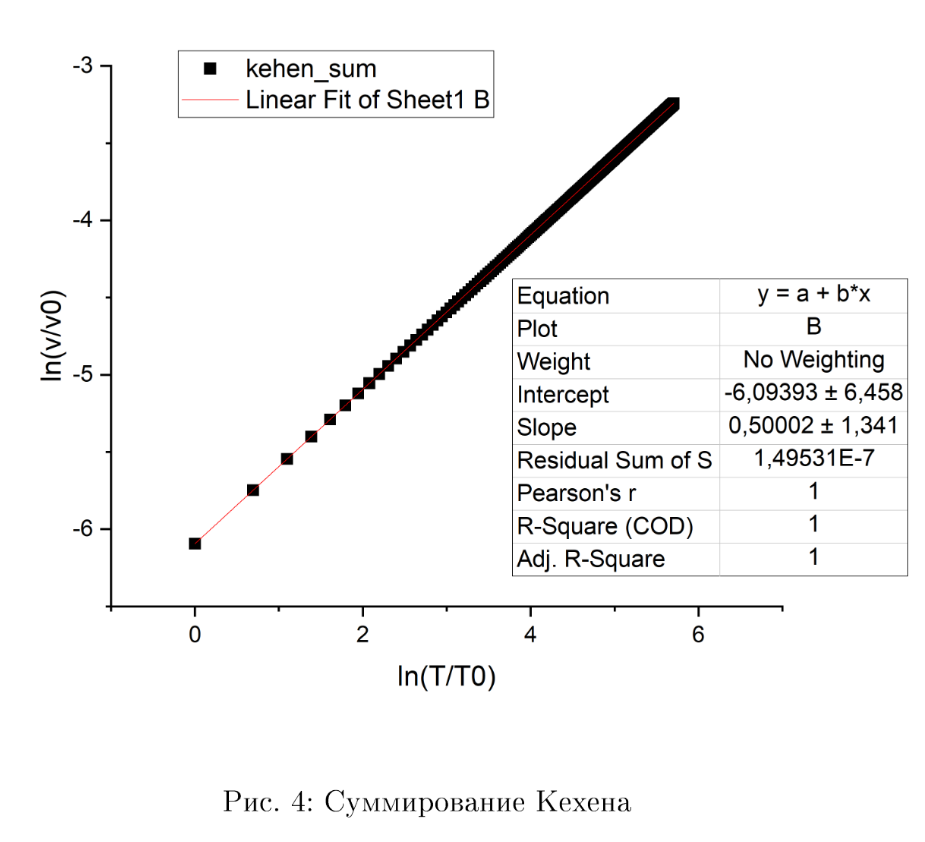 kehen_sum
Linear Fit of Sheet1 B
-3
-4
-5
-6
ln(v/v0)
Equation y = a + b*x
Plot B
Weight No Weighting
Intercept -6,09393 ± 6,458
Slope 0,50002 ± 1,341
Residual Sum of S 1,49531E-7
Pearson's r 1
R-Square (COD) 1
Adj. R-Square 1
0 2 4 6
ln(T/T0)
Рис. 4: Суммирование Кехена